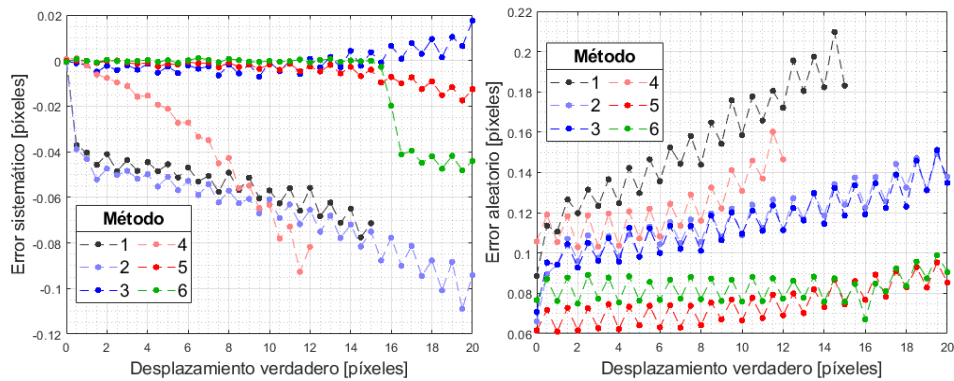 0.02
0
-0.02
-0.04
-0.06
-0.08
-0.1
-0.12
Error sistemático [pixeles]
0 2 4 6 8 10 12 14 16 18 20
Desplazamiento verdadero [píxeles]
Método
1 4
2 5
3 6
0.22
0.2
0.18
0.16
0.14
0.12
0.1
0.08
0.06
Error aleatorio [píxeles]
0 2 4 6 8 10 12 14 16 18 20
Desplazamiento verdadero [píxeles]
Método
1 4
2 5
3 6